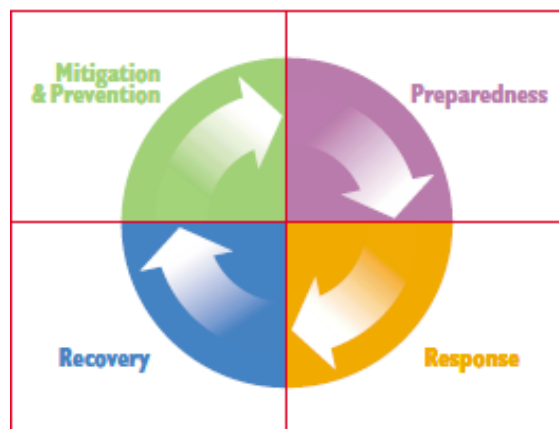 Mitigation
& Prevention
Preparedness
Recovery
Response